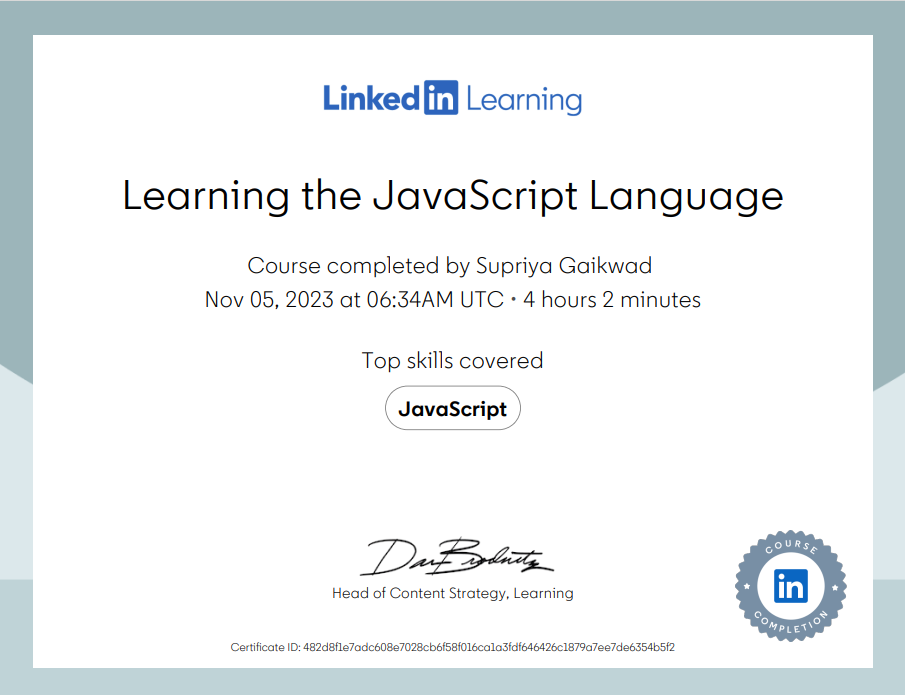 Linked in Learning
Learning the JavaScript Language
Course completed by Supriya Gaikwad
Nov 05, 2023 at 06:34AM UTC • 4 hours 2 minutes
Top skills covered
JavaScript
Head of Content Strategy, Learning
COURSE
in
COMPLETION
Certificate ID: 482d8f1e7adc608e7028cb6f58f016ca1a3fdf646426c1879a7ee7de6354b5f2